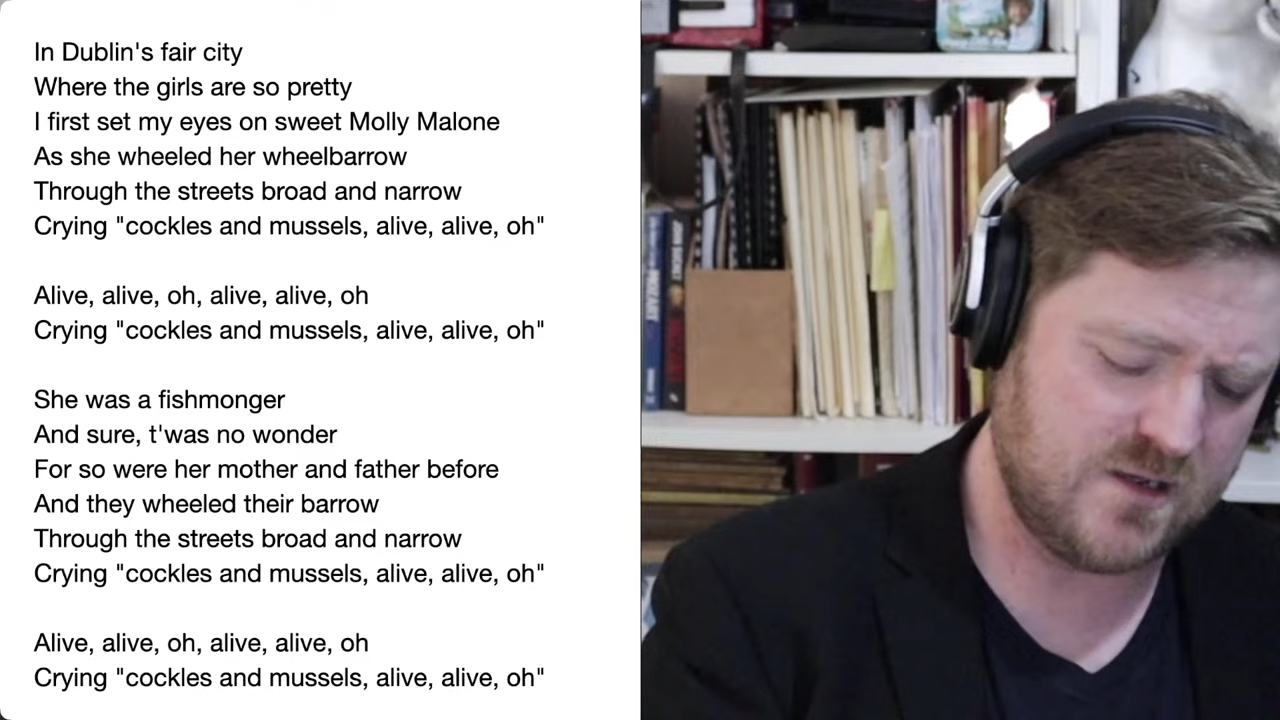 In Dublin's fair city
Where the girls are so pretty
I first set my eyes on sweet Molly Malone
As she wheeled her wheelbarrow
Through the streets broad and narrow
Crying "cockles and mussels, alive, alive, oh"
Alive, alive, oh, alive, alive, oh
Crying "cockles and mussels, alive, alive, oh"
She was a fishmonger
And sure, t'was no wonder
For so were her mother and father before
And they wheeled their barrow
Through the streets broad and narrow
Crying "cockles and mussels, alive, alive, oh"
Alive, alive, oh, alive, alive, oh
Crying "cockles and mussels, alive, alive, oh"
MOZART